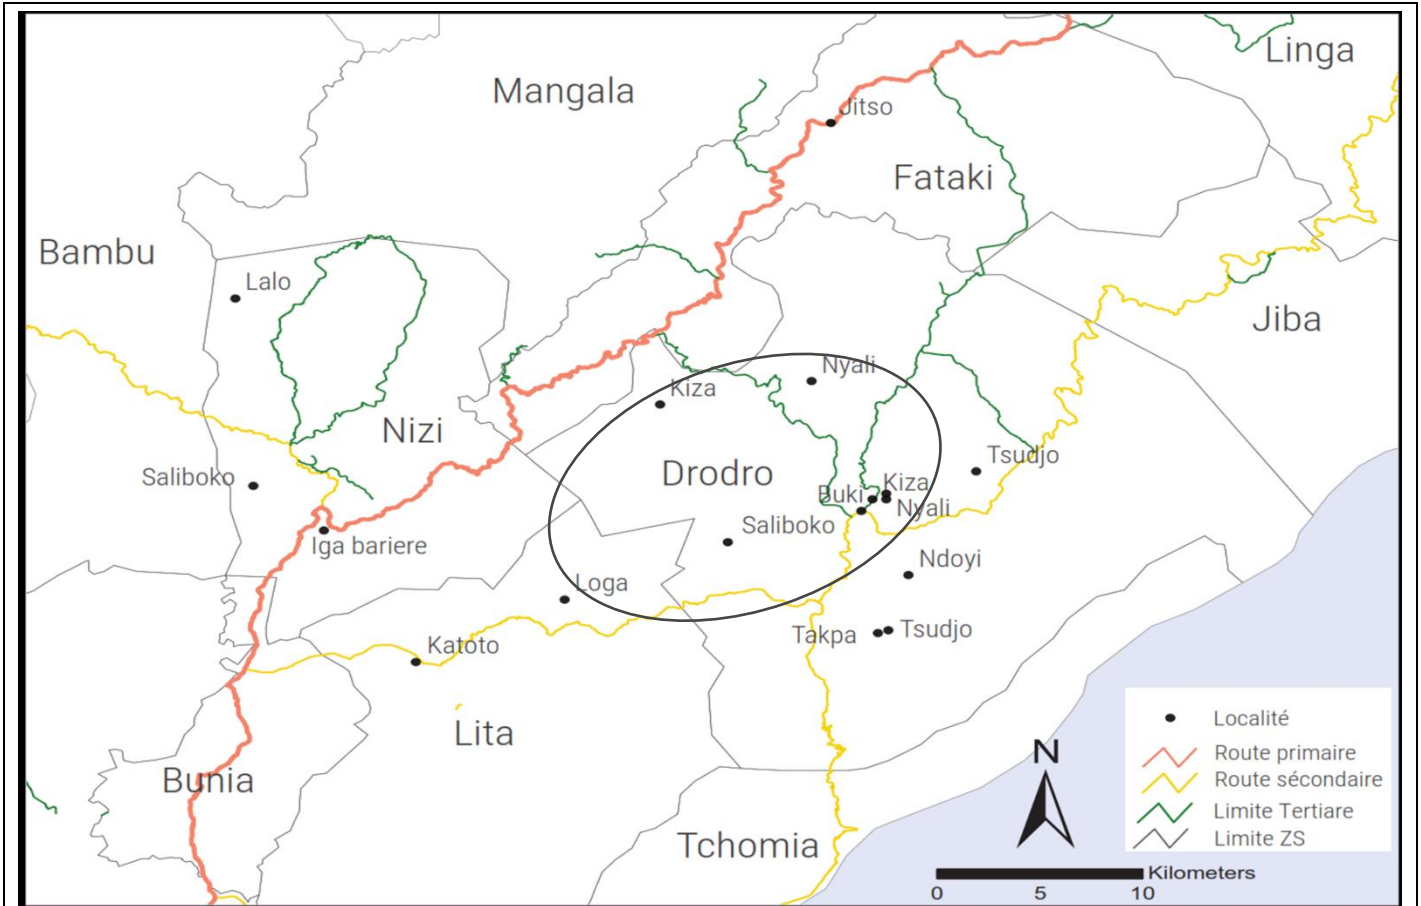 Linga
Mangala
Jitso
Fataki
Bambu
Lalo
Jiba
Nyali
Kiza
Nizi
Tsudjo
Drodro
Saliboko
Kiza
Buki
Nyali
Saliboko
Iga bariere
Ndoyi
Loga
Takpa
Tsudjo
Katoto
Lita
Bunia
Tchomia
N
Localité
Route primaire
Route sécondaire
Limite Tertiare
Limite ZS
Kilometers
0 5 10